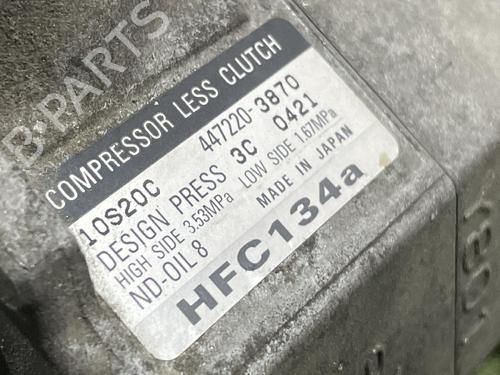 B-PARTS
COMPRESSOR LESS CLUTCH
10S20C 447220-3870
DESIGN PRESS 3C 0421
HIGH SIDE 3.53MPa LOW SIDE 1.67MPa
ND-OIL 8 MADE IN JAPAN
HFC134a